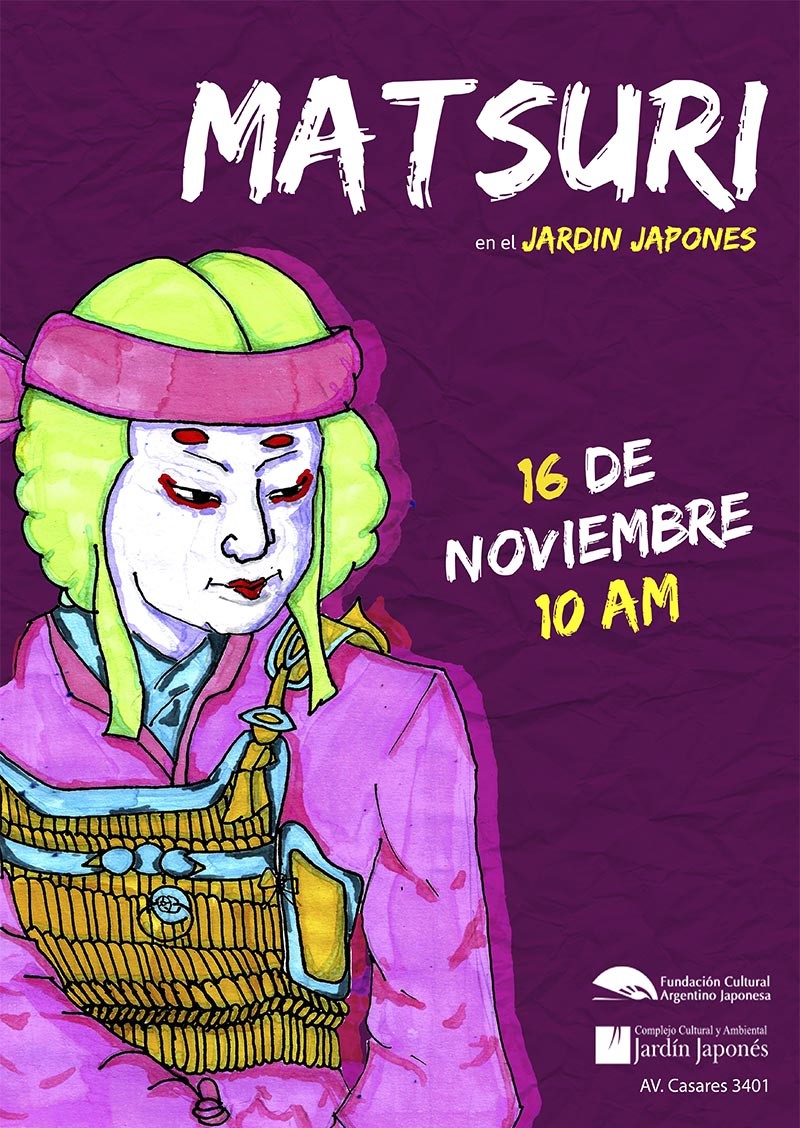 MATSURI
en el JARDIN JAPONES
16 DE
NOVIEMBRE
10 AM
Fundación Cultural
Argentino Japonesa
Complejo Cultural y Ambiental
Jardín Japonés
AV. Casares 3401